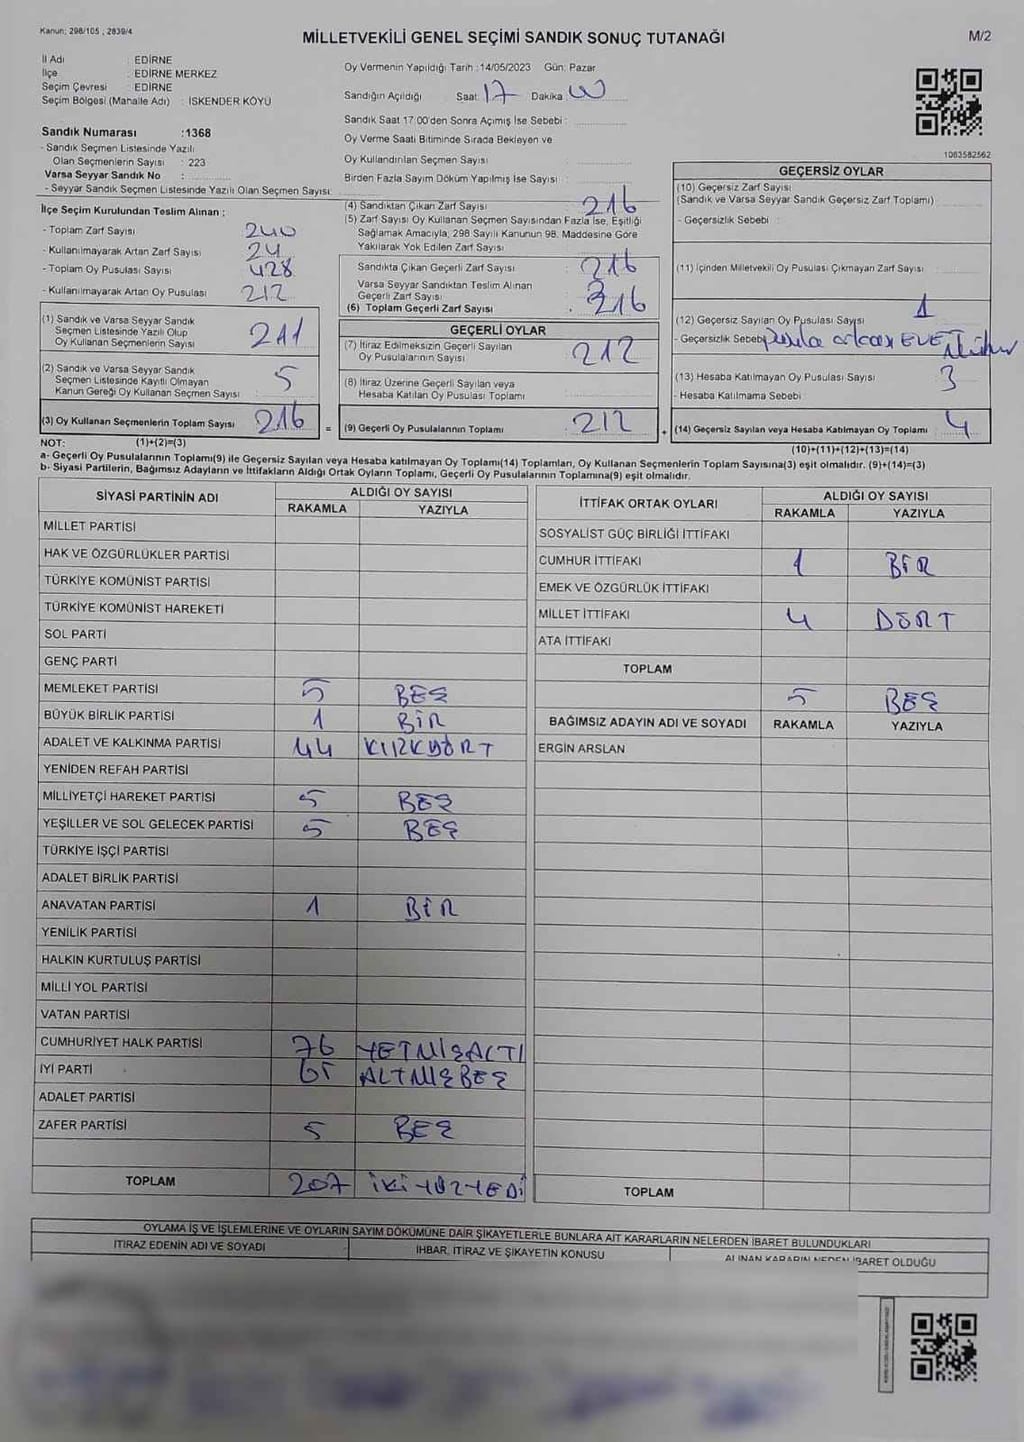 Kanun: 298/105 , 2839/4
MİLLETVEKİLİ GENEL SEÇİMİ SANDIK SONUÇ TUTANAĞI
M/2
İl Adı : EDİRNE
İlçe : EDİRNE MERKEZ
Seçim Çevresi : EDİRNE
Seçim Bölgesi (Mahalle Adı) : İSKENDER KÖYÜ
Sandık Numarası :1368
- Sandık Seçmen Listesinde Yazılı
Olan Seçmenlerin Sayısı : 223
Varsa Seyyar Sandık No :
- Seyyar Sandık Seçmen Listesinde Yazılı Olan Seçmen Sayısı:
Oy Vermenin Yapıldığı Tarih :14/05/2023 Gün: Pazar
Sandığın Açıldığı Saat: 17 Dakika:
Sandık Saat 17:00'den Sonra Açımış İse Sebebi :
Oy Verme Saati Bitiminde Sırada Bekleyen ve
Oy Kullandırılan Seçmen Sayısı :
Birden Fazla Sayım Döküm Yapılmış İse Sayısı :
1063582562
İlçe Seçim Kurulundan Teslim Alınan ;
- Toplam Zarf Sayısı : 240
- Kullanılmayarak Artan Zarf Sayısı : 24
- Toplam Oy Pusulası Sayısı : 428
- Kullanılmayarak Artan Oy Pusulası : 212
(1) Sandık ve Varsa Seyyar Sandık
Seçmen Listesinde Yazılı Olup
Oy Kullanan Seçmenlerin Sayısı : 211
(2) Sandık ve Varsa Seyyar Sandık
Seçmen Listesinde Kayıtlı Olmayan
Kanun Gereği Oy Kullanan Seçmen Sayısı : 5
(3) Oy Kullanan Seçmenlerin Toplam Sayısı : 216 =
(4) Sandıktan Çıkan Zarf Sayısı : 216
(5) Zarf Sayısı Oy Kullanan Seçmen Sayısından Fazla İse, Eşitliği
Sağlamak Amacıyla, 298 Sayılı Kanunun 98. Maddesine Göre
Yakılarak Yok Edilen Zarf Sayısı :
Sandıkta Çıkan Geçerli Zarf Sayısı : 216
Varsa Seyyar Sandıktan Teslim Alınan
Geçerli Zarf Sayısı :
(6) Toplam Geçerli Zarf Sayısı : 216
GEÇERLİ OYLAR
(7) İtiraz Edilmeksizin Geçerli Sayılan
Oy Pusulalarının Sayısı : 212
(8) İtiraz Üzerine Geçerli Sayılan veya
Hesaba Katılan Oy Pusulası Toplamı :
(9) Geçerli Oy Pusulalarının Toplamı : 212 +
GEÇERSİZ OYLAR
(10) Geçersiz Zarf Sayısı
(Sandık ve Varsa Seyyar Sandık Geçersiz Zarf Toplamı) :
- Geçersizlik Sebebi :
(11) İçinden Milletvekili Oy Pusulası Çıkmayan Zarf Sayısı :
(12) Geçersiz Sayılan Oy Pusulası Sayısı : 1
- Geçersizlik Sebebi: pusula arkası EVET
(13) Hesaba Katılmayan Oy Pusulası Sayısı : 3
- Hesaba Katılmama Sebebi
(14) Geçersiz Sayılan veya Hesaba Katılmayan Oy Toplamı : 4
NOT: (1)+(2)=(3) (10)+(11)+(12)+(13)=(14)
a- Geçerli Oy Pusulalarının Toplamı(9) ile Geçersiz Sayılan veya Hesaba katılmayan Oy Toplamı(14) Toplamları, Oy Kullanan Seçmenlerin Toplam Sayısına(3) eşit olmalıdır. (9)+(14)=(3)
b- Siyasi Partilerin, Bağımsız Adayların ve İttifakların Aldığı Ortak Oyların Toplamı, Geçerli Oy Pusulalarının Toplamına(9) eşit olmalıdır.
SİYASİ PARTİNİN ADI ALDIĞI OY SAYISI
RAKAMLA YAZIYLA
MİLLET PARTİSİ
HAK VE ÖZGÜRLÜKLER PARTİSİ
TÜRKİYE KOMÜNİST PARTİSİ
TÜRKİYE KOMÜNİST HAREKETİ
SOL PARTİ
GENÇ PARTİ
MEMLEKET PARTİSİ 5 BEŞ
BÜYÜK BİRLİK PARTİSİ 1 BİR
ADALET VE KALKINMA PARTİSİ 44 KIRKDÖRT
YENİDEN REFAH PARTİSİ
MİLLİYETÇİ HAREKET PARTİSİ 5 BEŞ
YEŞİLLER VE SOL GELECEK PARTİSİ 5 BEŞ
TÜRKİYE İŞÇİ PARTİSİ
ADALET BİRLİK PARTİSİ
ANAVATAN PARTİSİ 1 BİR
YENİLİK PARTİSİ
HALKIN KURTULUŞ PARTİSİ
MİLLİ YOL PARTİSİ
VATAN PARTİSİ
CUMHURİYET HALK PARTİSİ 76 YETMİŞALTI
İYİ PARTİ 65 ALTMIŞBEŞ
ADALET PARTİSİ
ZAFER PARTİSİ 5 BEŞ
TOPLAM 207 İKİYÜZYEDİ
İTTİFAK ORTAK OYLARI ALDIĞI OY SAYISI
RAKAMLA YAZIYLA
SOSYALİST GÜÇ BİRLİĞİ İTTİFAKI
CUMHUR İTTİFAKI 1 BİR
EMEK VE ÖZGÜRLÜK İTTİFAKI
MİLLET İTTİFAKI 4 DÖRT
ATA İTTİFAKI
TOPLAM
5 BEŞ
BAĞIMSIZ ADAYIN ADI VE SOYADI RAKAMLA YAZIYLA
ERGİN ARSLAN
TOPLAM
OYLAMA İŞ VE İŞLEMLERİNE VE OYLARIN SAYIM DÖKÜMÜNE DAİR ŞİKAYETLERLE BUNLARA AİT KARARLARIN NELERDEN İBARET BULUNDUKLARI
İTİRAZ EDENİN ADI VE SOYADI İHBAR, İTİRAZ VE ŞİKAYETİN KONUSU ALINAN KARARIN NEDEN İBARET OLDUĞU